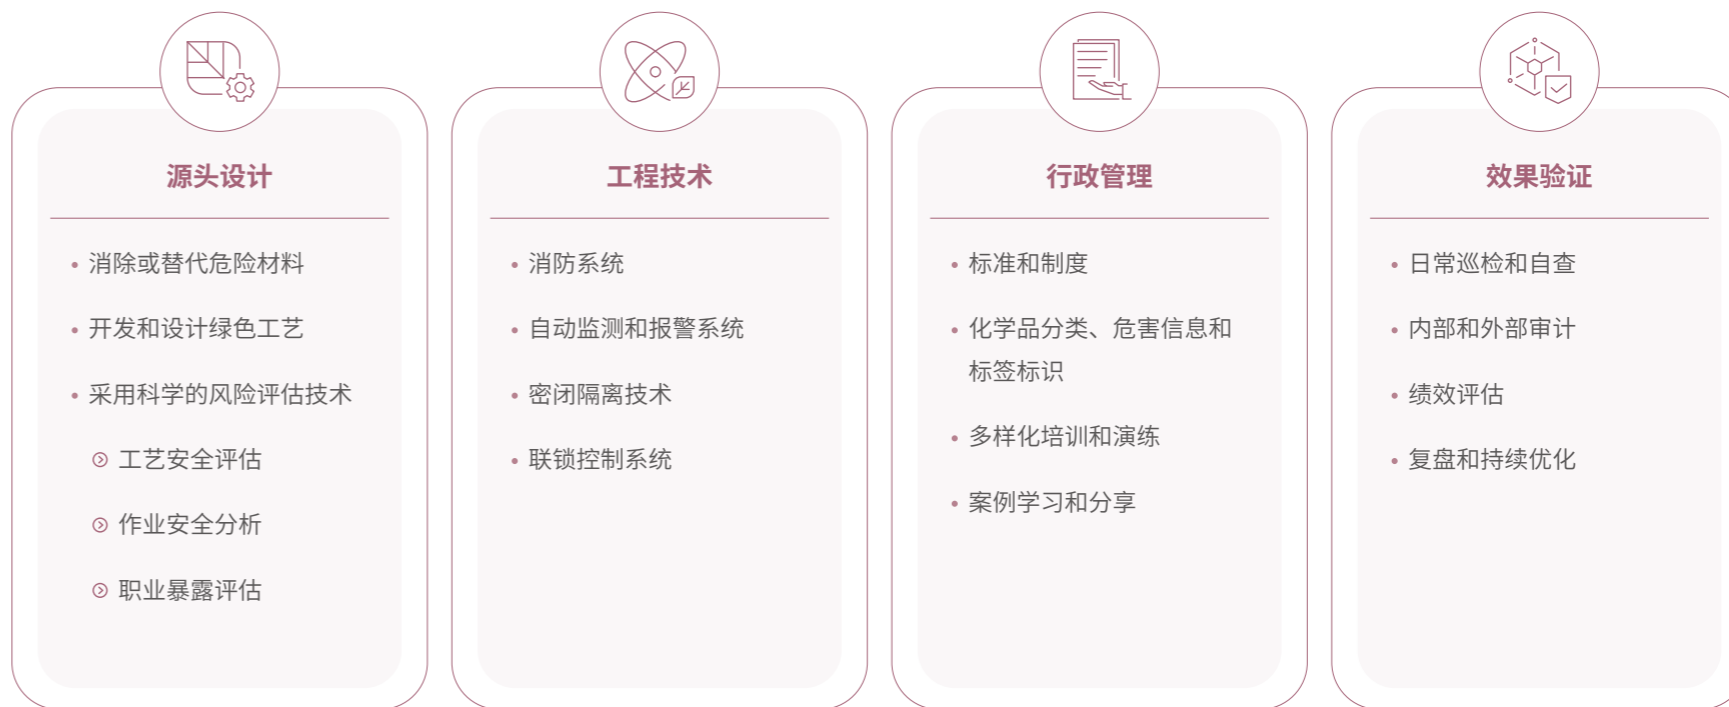 源头设计
消除或替代危险材料
开发和设计绿色工艺
采用科学的风险评估技术
工艺安全评估
作业安全分析
职业暴露评估
工程技术
消防系统
自动监测和报警系统
密闭隔离技术
联锁控制系统
行政管理
标准和制度
化学品分类、危害信息和
标签标识
多样化培训和演练
案例学习和分享
效果验证
日常巡检和自查
内部和外部审计
绩效评估
复盘和持续优化